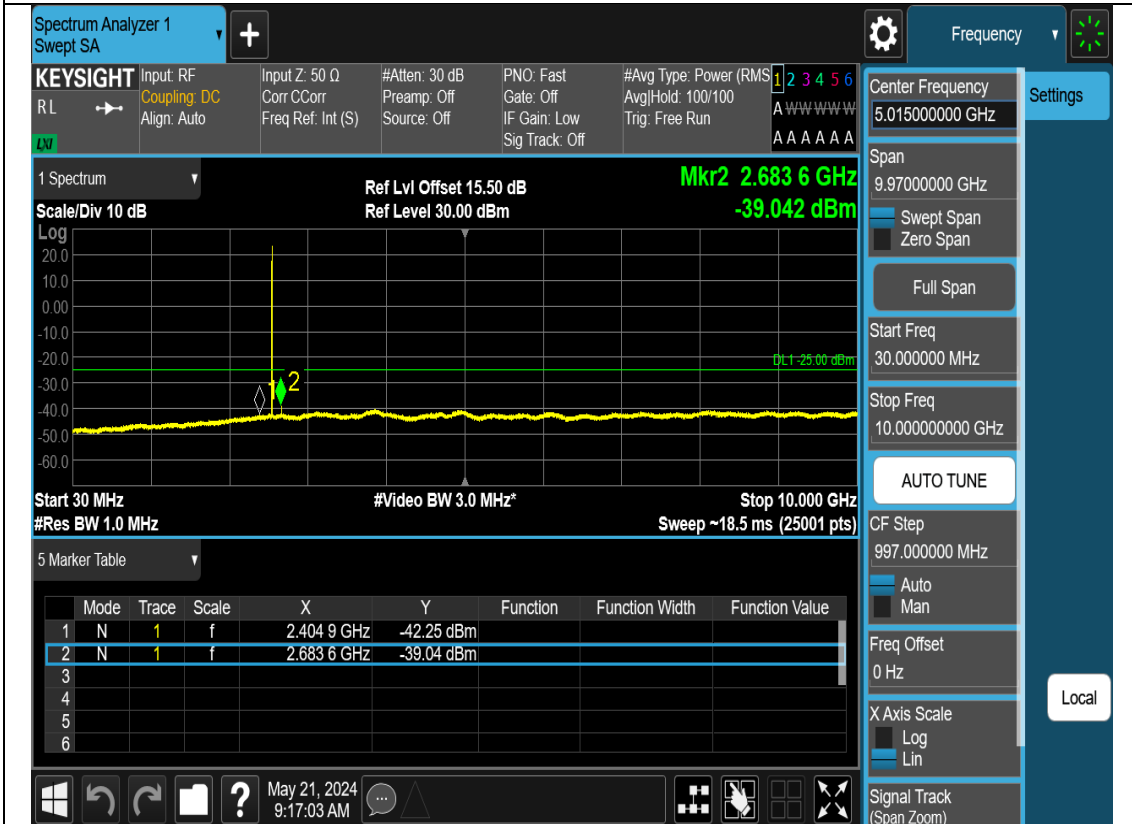 Spectrum Analyzer 1
Swept SA
Frequency
KEYSIGHT
RL
LXI
Input: RF
Coupling: DC
Align: Auto
Input Z: 50 Ω
Corr CCorr
Freq Ref: Int (S)
#Atten: 30 dB
Preamp: Off
Source: Off
PNO: Fast
Gate: Off
IF Gain: Low
Sig Track: Off
#Avg Type: Power (RMS
Avg|Hold: 100/100
Trig: Free Run
1 2 3 4 5 6
A W W W W W
A A A A A A
1 Spectrum
Scale/Div 10 dB
Ref Lvl Offset 15.50 dB
Ref Level 30.00 dBm
Mkr2 2.683 6 GHz
-39.042 dBm
Log
20.0
10.0
0.00
-10.0
-20.0
-30.0
-40.0
-50.0
-60.0
DL1 -25.00 dBm
1
2
Start 30 MHz
#Video BW 3.0 MHz*
Stop 10.000 GHz
#Res BW 1.0 MHz
Sweep ~18.5 ms (25001 pts)
5 Marker Table
Mode Trace Scale X Y Function Function Width Function Value
1 N 1 f 2.404 9 GHz -42.25 dBm
2 N 1 f 2.683 6 GHz -39.04 dBm
3
4
5
6
May 21, 2024
9:17:03 AM
Center Frequency
5.015000000 GHz
Settings
Span
9.97000000 GHz
Swept Span
Zero Span
Full Span
Start Freq
30.000000 MHz
Stop Freq
10.000000000 GHz
AUTO TUNE
CF Step
997.000000 MHz
Auto
Man
Freq Offset
0 Hz
X Axis Scale
Log
Lin
Local
Signal Track
(Span Zoom)